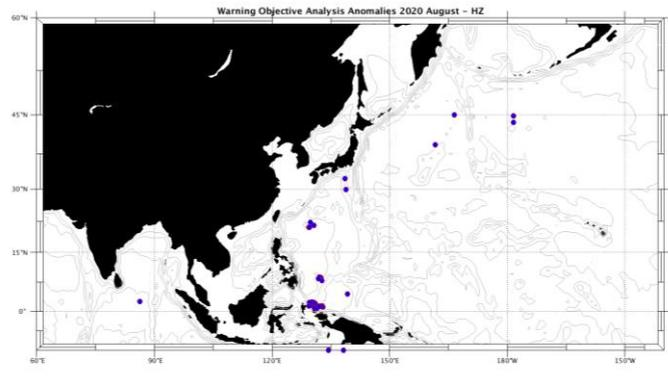 Warning Objective Analysis Anomalies 2020 August – HZ
60°N
45°N
30°N
15°N
0°
60°E
90°E
120°E
150°E
180°W
150°W